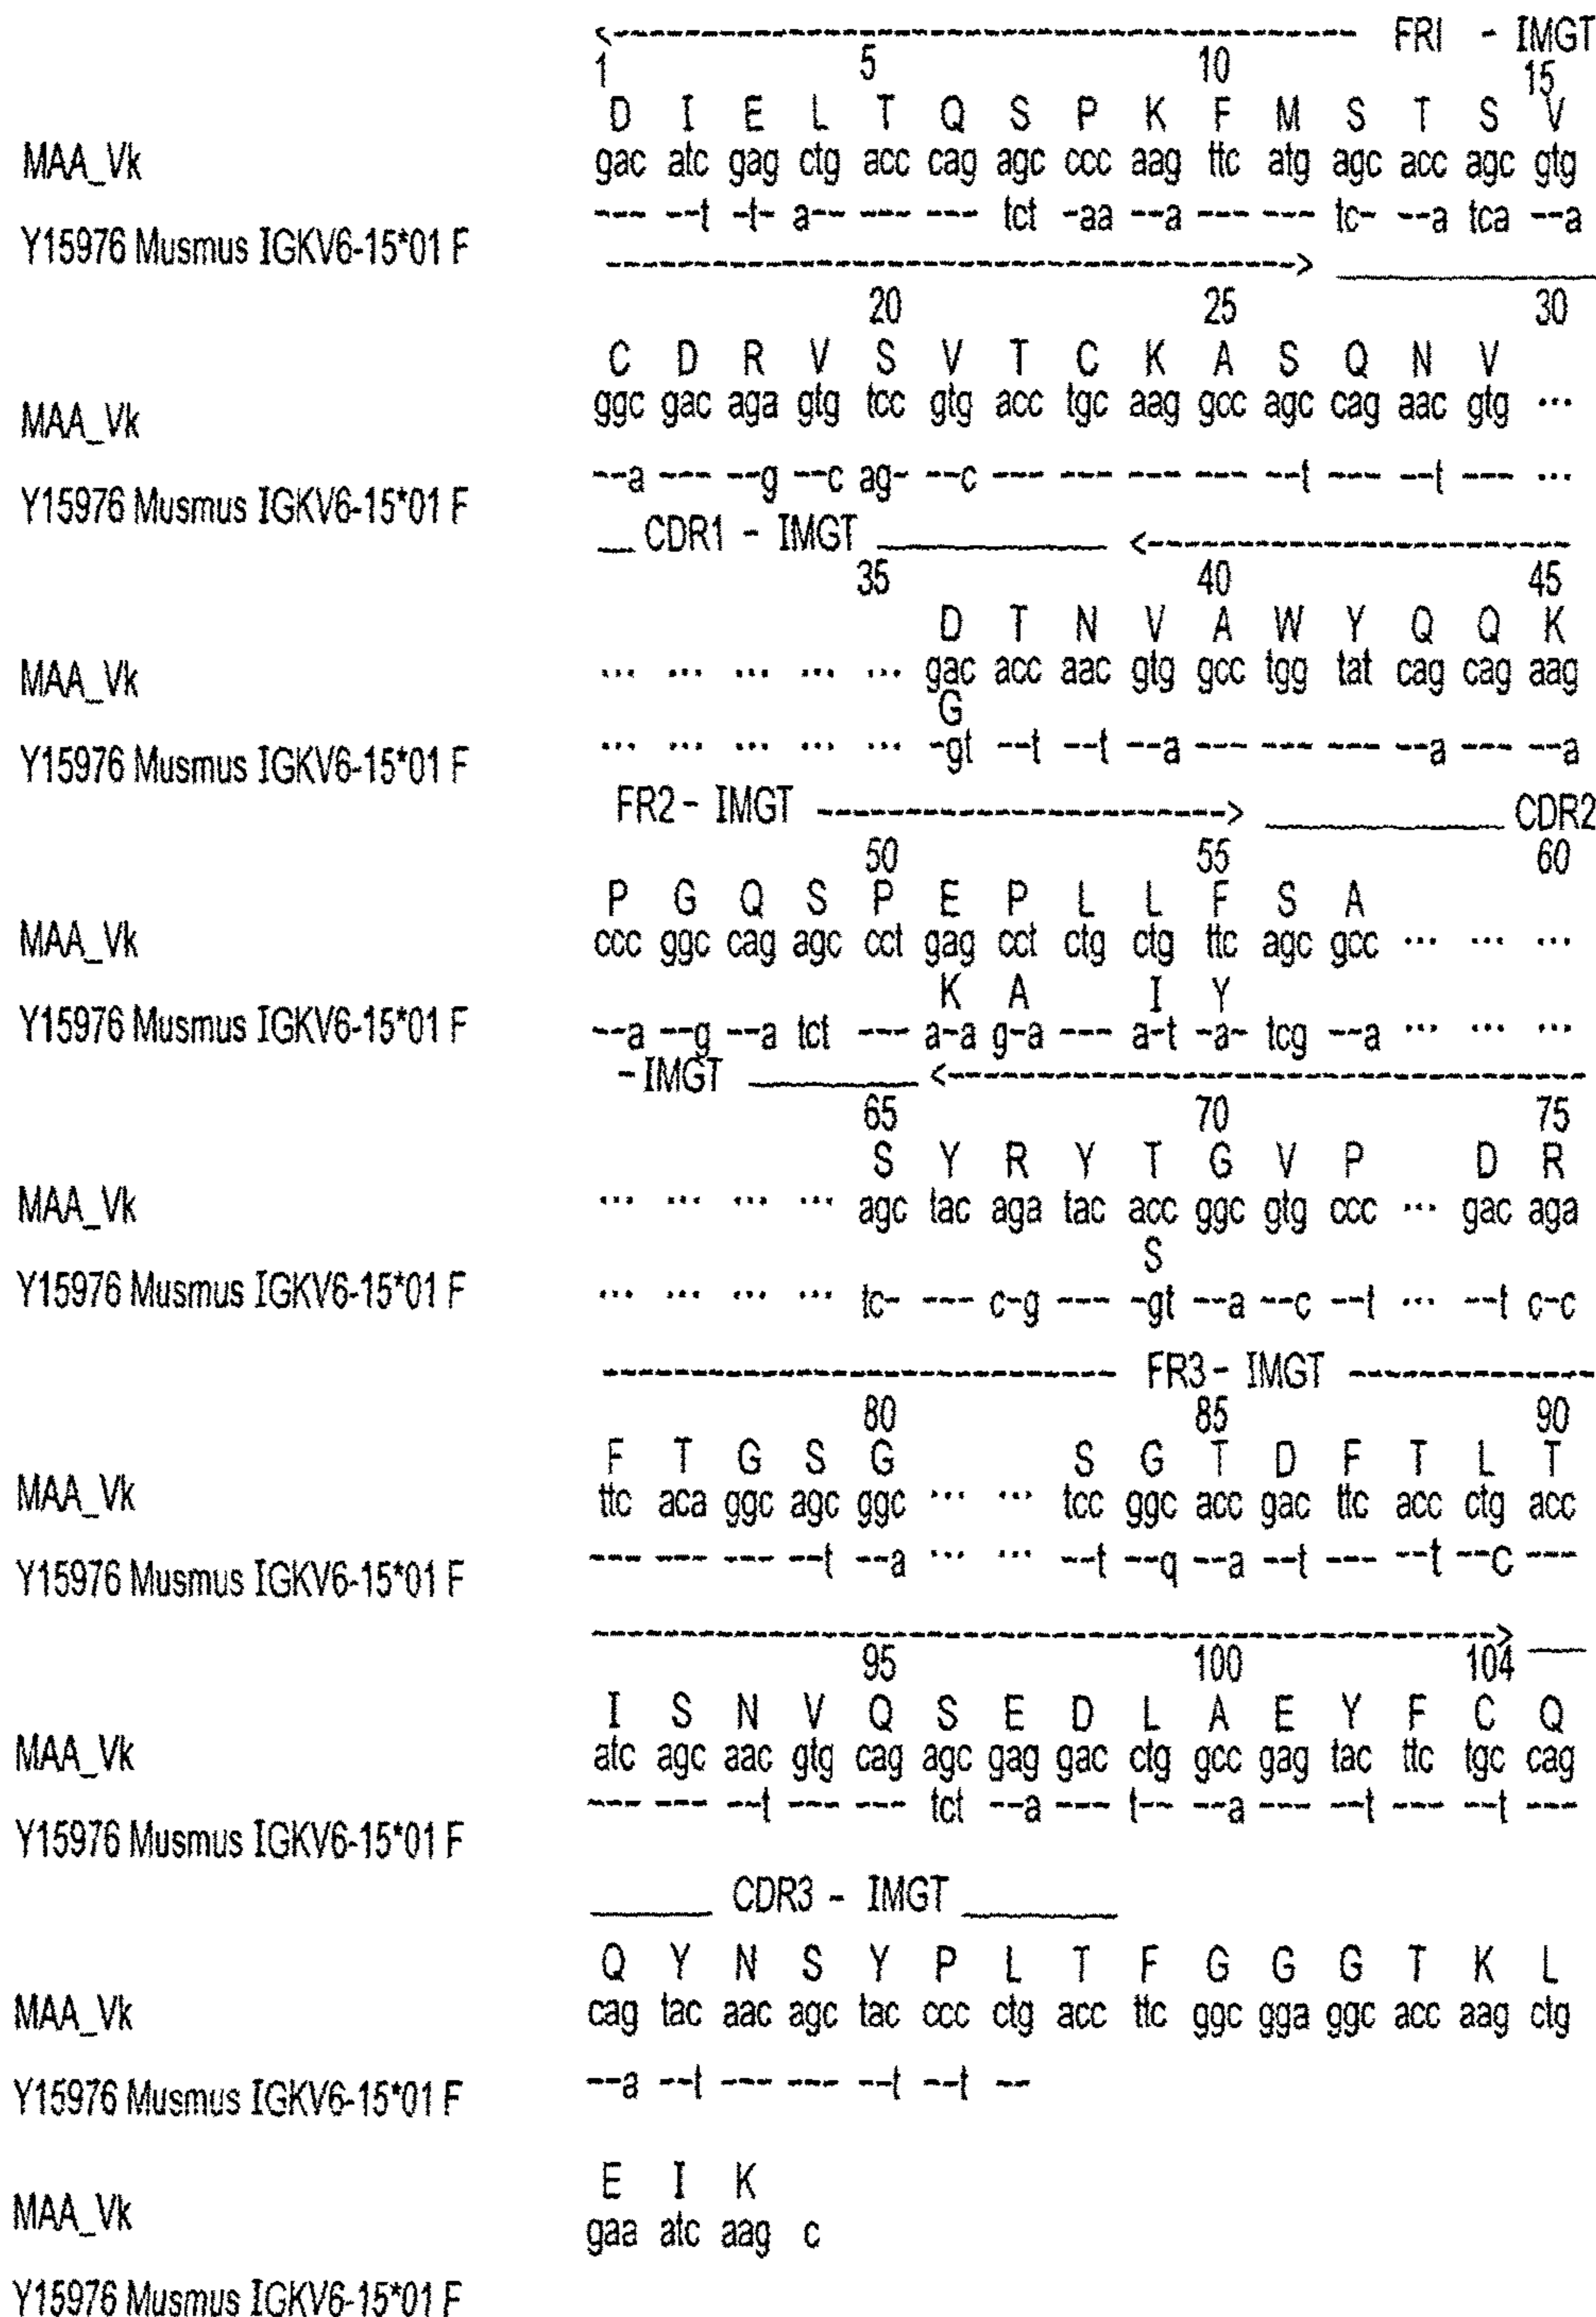 <------------------------------------ FRI - IMGT
1 5 10 15
D I E L T Q S P K F M S T S V
MAA_Vk gac atc gag ctg acc cag agc ccc aag ttc atg agc acc agc gtg
Y15976 Musmus IGKV6-15*01 F --- --t -t- a-- --- --- tct -aa --a --- --- tc- --a tca --a
----------------------------------> ________
20 25 30
C D R V S V T C K A S Q N V
MAA_Vk ggc gac aga gtg tcc gtg acc tgc aag gcc agc cag aac gtg ...
Y15976 Musmus IGKV6-15*01 F --a --- --g --c ag- --c --- --- --- --- --t --- --t --- ...
__ CDR1 - IMGT ________ <--------------------
35 40 45
D T N V A W Y Q Q K
MAA_Vk ... ... ... ... ... gac acc aac gtg gcc tgg tat cag cag aag
G
Y15976 Musmus IGKV6-15*01 F ... ... ... ... ... -gt --t --t --a --- --- --- --a --- --a
FR2 - IMGT --------------------> ________ CDR2
50 55 60
P G Q S P E P L L F S A
MAA_Vk ccc ggc cag agc cct gag cct ctg ctg ttc agc gcc ... ... ...
K A I Y
Y15976 Musmus IGKV6-15*01 F --a --g --a tct --- a-a g-a --- a-t -a- tcg --a ... ... ...
- IMGT ________ <------------------------------
65 70 75
S Y R Y T G V P D R
MAA_Vk ... ... ... ... agc tac aga tac acc ggc gtg ccc ... gac aga
S
Y15976 Musmus IGKV6-15*01 F ... ... ... ... tc- --- c-g --- -gt --a --c --t ... --t c-c
------------------------- FR3 - IMGT ------------
80 85 90
F T G S G S G T D F T L T
MAA_Vk ttc aca ggc agc ggc ... ... tcc ggc acc gac ttc acc ctg acc
Y15976 Musmus IGKV6-15*01 F --- --- --- --t --a ... ... --t --q --a --t --- --t --c ---
--------------------------------------------> ___
95 100 104
I S N V Q S E D L A E Y F C Q
MAA_Vk atc agc aac gtg cag agc gag gac ctg gcc gag tac ttc tgc cag
Y15976 Musmus IGKV6-15*01 F --- --- --t --- --- tct --a --- t-- --a --- --t --- --t ---
______ CDR3 - IMGT ________
Q Y N S Y P L T F G G G T K L
MAA_Vk cag tac aac agc tac ccc ctg acc ttc ggc gga ggc acc aag ctg
Y15976 Musmus IGKV6-15*01 F --a --t --- --- --t --t --
E I K
MAA_Vk gaa atc aag c
Y15976 Musmus IGKV6-15*01 F